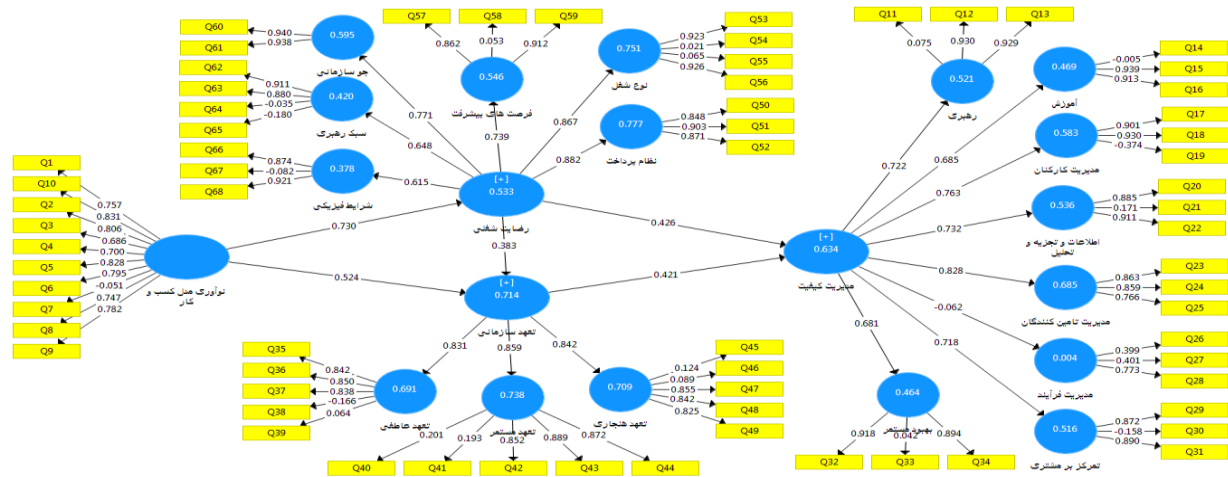 Q60
Q61
Q62
Q63
Q64
Q65
Q66
Q67
Q68
0.940
0.938
0.911
0.880
-0.035
-0.180
0.874
-0.082
0.921
0.595
جو سازمانی
0.420
سبک رهبری
0.378
شرایط فیزیکی
Q57
Q58
Q59
0.862
0.053
0.912
0.546
فرصت های پیشرفت
0.771
0.648
0.615
0.739
0.867
0.882
0.751
نوع شغل
0.923
0.021
0.065
0.926
Q53
Q54
Q55
Q56
0.777
نظام پرداخت
0.848
0.903
0.871
Q50
Q51
Q52
[+]
0.533
رضایت شغلی
Q1
Q10
Q2
Q3
Q4
Q5
Q6
Q7
Q8
Q9
0.757
0.831
0.806
0.686
0.700
0.828
0.795
-0.051
0.747
0.782
نوآوری مدل کسب و
کار
0.730
0.524
0.383
0.426
0.421
[+]
0.714
تعهد سازمانی
0.831
0.859
0.842
Q35
Q36
Q37
Q38
Q39
0.842
0.850
0.838
-0.166
0.064
0.691
تعهد عاطفی
0.738
تعهد مستمر
0.201
0.193
0.852
0.889
0.872
Q40
Q41
Q42
Q43
Q44
0.709
تعهد هنجاری
0.124
0.089
0.855
0.842
0.825
Q45
Q46
Q47
Q48
Q49
[+]
0.634
مدیریت کیفیت
Q11
Q12
Q13
0.075
0.930
0.929
0.521
رهبری
0.722
0.685
0.763
0.732
0.828
-0.062
0.718
0.681
0.469
آموزش
-0.005
0.939
0.913
Q14
Q15
Q16
0.583
مدیریت کارکنان
0.901
0.930
-0.374
Q17
Q18
Q19
0.536
اطلاعات و تجزیه و
تحلیل
0.885
0.171
0.911
Q20
Q21
Q22
0.685
مدیریت تامین کنندگان
0.863
0.859
0.766
Q23
Q24
Q25
0.004
مدیریت فرآیند
0.399
0.401
0.773
Q26
Q27
Q28
0.516
تمرکز بر مشتری
0.872
-0.158
0.890
Q29
Q30
Q31
0.464
بهبود مستمر
0.918
0.042
0.894
Q32
Q33
Q34